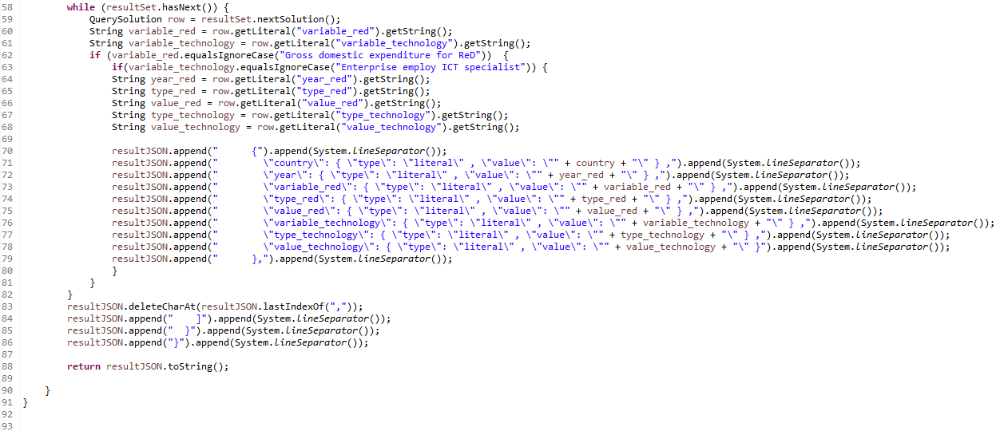 58 while (resultSet.hasNext()) {
59 QuerySolution row = resultSet.nextSolution();
60 String variable_red = row.getLiteral("variable_red").getString();
61 String variable_technology = row.getLiteral("variable_technology").getString();
62 if (variable_red.equalsIgnoreCase("Gross domestic expenditure for ReD")) {
63 if(variable_technology.equalsIgnoreCase("Enterprise employ ICT specialist")) {
64 String year_red = row.getLiteral("year_red").getString();
65 String type_red = row.getLiteral("type_red").getString();
66 String value_red = row.getLiteral("value_red").getString();
67 String type_technology = row.getLiteral("type_technology").getString();
68 String value_technology = row.getLiteral("value_technology").getString();
69
70 resultJSON.append("      {").append(System.lineSeparator());
71 resultJSON.append("        \"country\": { \"type\": \"literal\" , \"value\": \"" + country + "\" } ,").append(System.lineSeparator());
72 resultJSON.append("        \"year\": { \"type\": \"literal\" , \"value\": \"" + year_red + "\" } ,").append(System.lineSeparator());
73 resultJSON.append("        \"variable_red\": { \"type\": \"literal\" , \"value\": \"" + variable_red + "\" } ,").append(System.lineSeparator());
74 resultJSON.append("        \"type_red\": { \"type\": \"literal\" , \"value\": \"" + type_red + "\" } ,").append(System.lineSeparator());
75 resultJSON.append("        \"value_red\": { \"type\": \"literal\" , \"value\": \"" + value_red + "\" } ,").append(System.lineSeparator());
76 resultJSON.append("        \"variable_technology\": { \"type\": \"literal\" , \"value\": \"" + variable_technology + "\" } ,").append(System.lineSeparator());
77 resultJSON.append("        \"type_technology\": { \"type\": \"literal\" , \"value\": \"" + type_technology + "\" } ,").append(System.lineSeparator());
78 resultJSON.append("        \"value_technology\": { \"type\": \"literal\" , \"value\": \"" + value_technology + "\" }").append(System.lineSeparator());
79 resultJSON.append("      },").append(System.lineSeparator());
80 }
81 }
82 }
83 resultJSON.deleteCharAt(resultJSON.lastIndexOf(","));
84 resultJSON.append("    ]").append(System.lineSeparator());
85 resultJSON.append("  }").append(System.lineSeparator());
86 resultJSON.append("}").append(System.lineSeparator());
87
88 return resultJSON.toString();
89
90 }
91 }
92
93